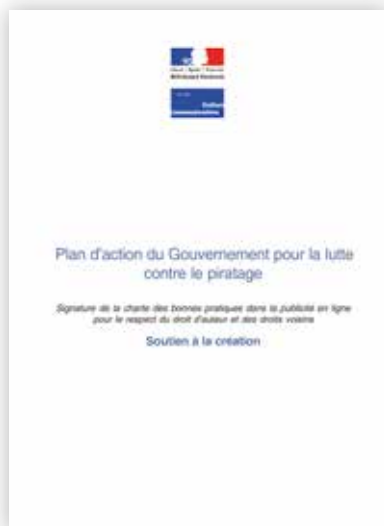 Plan d'action du Gouvernement pour la lutte
contre le piratage
Signature de la charte des bonnes pratiques dans la publicité en ligne
pour le respect du droit d'auteur et des droits voisins
Soutien à la création